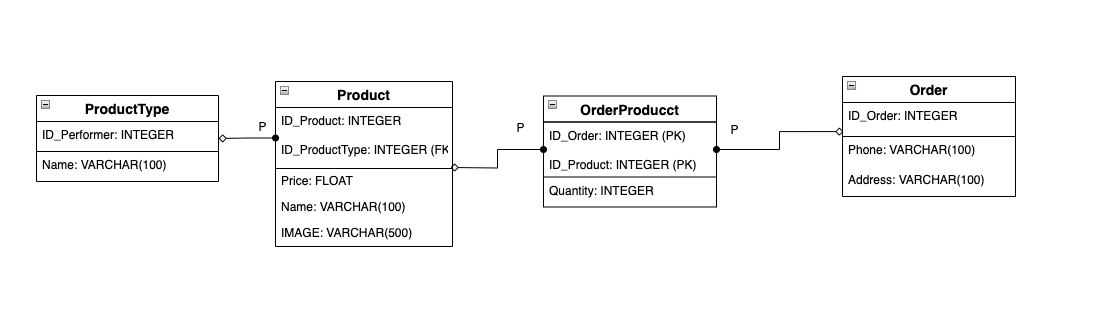 ProductType
ID_Performer: INTEGER
Name: VARCHAR(100)
P
Product
ID_Product: INTEGER
ID_ProductType: INTEGER (FK
Price: FLOAT
Name: VARCHAR(100)
IMAGE: VARCHAR(500)
P
OrderProducct
ID_Order: INTEGER (PK)
ID_Product: INTEGER (PK)
Quantity: INTEGER
P
Order
ID_Order: INTEGER
Phone: VARCHAR(100)
Address: VARCHAR(100)